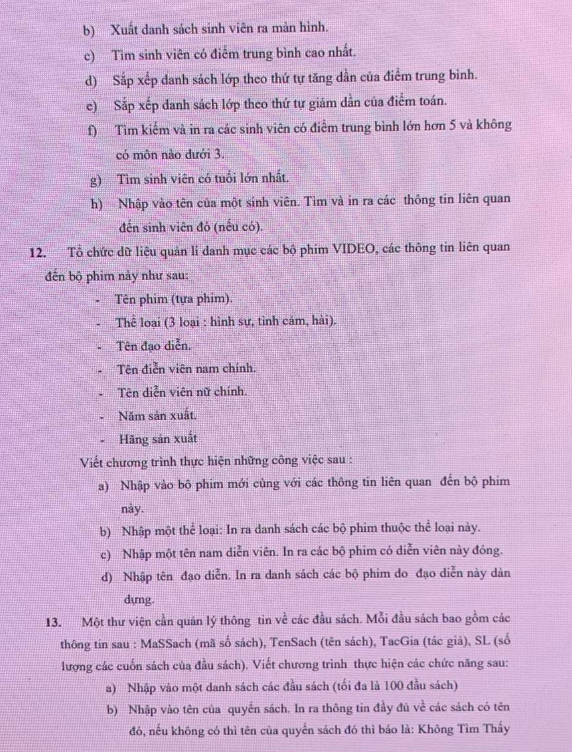 b) Xuất danh sách sinh viên ra màn hình.
c) Tìm sinh viên có điểm trung bình cao nhất.
d) Sắp xếp danh sách lớp theo thứ tự tăng dần của điểm trung bình.
e) Sắp xếp danh sách lớp theo thứ tự giảm dần của điểm toán.
f) Tìm kiếm và in ra các sinh viên có điểm trung bình lớn hơn 5 và không
có môn nào dưới 3.
g) Tìm sinh viên có tuổi lớn nhất.
h) Nhập vào tên của một sinh viên. Tìm và in ra các thông tin liên quan
đến sinh viên đó (nếu có).
12. Tổ chức dữ liệu quản lí danh mục các bộ phim VIDEO, các thông tin liên quan
đến bộ phim này như sau:
- Tên phim (tựa phim).
- Thể loại (3 loại : hình sự, tình cảm, hài).
- Tên đạo diễn.
- Tên diễn viên nam chính.
- Tên diễn viên nữ chính.
- Năm sản xuất.
- Hãng sản xuất
Viết chương trình thực hiện những công việc sau :
a) Nhập vào bộ phim mới cùng với các thông tin liên quan đến bộ phim
này.
b) Nhập một thể loại: In ra danh sách các bộ phim thuộc thể loại này.
c) Nhập một tên nam diễn viên. In ra các bộ phim có diễn viên này đóng.
d) Nhập tên đạo diễn. In ra danh sách các bộ phim do đạo diễn này dàn
dựng.
13. Một thư viện cần quản lý thông tin về các đầu sách. Mỗi đầu sách bao gồm các
thông tin sau : MaSSach (mã số sách), TenSach (tên sách), TacGia (tác giả), SL (số
lượng các cuốn sách của đầu sách). Viết chương trình thực hiện các chức năng sau:
a) Nhập vào một danh sách các đầu sách (tối đa là 100 đầu sách)
b) Nhập vào tên của quyển sách. In ra thông tin đầy đủ về các sách có tên
đó, nếu không có thì tên của quyển sách đó thì báo là: Không Tìm Thấy